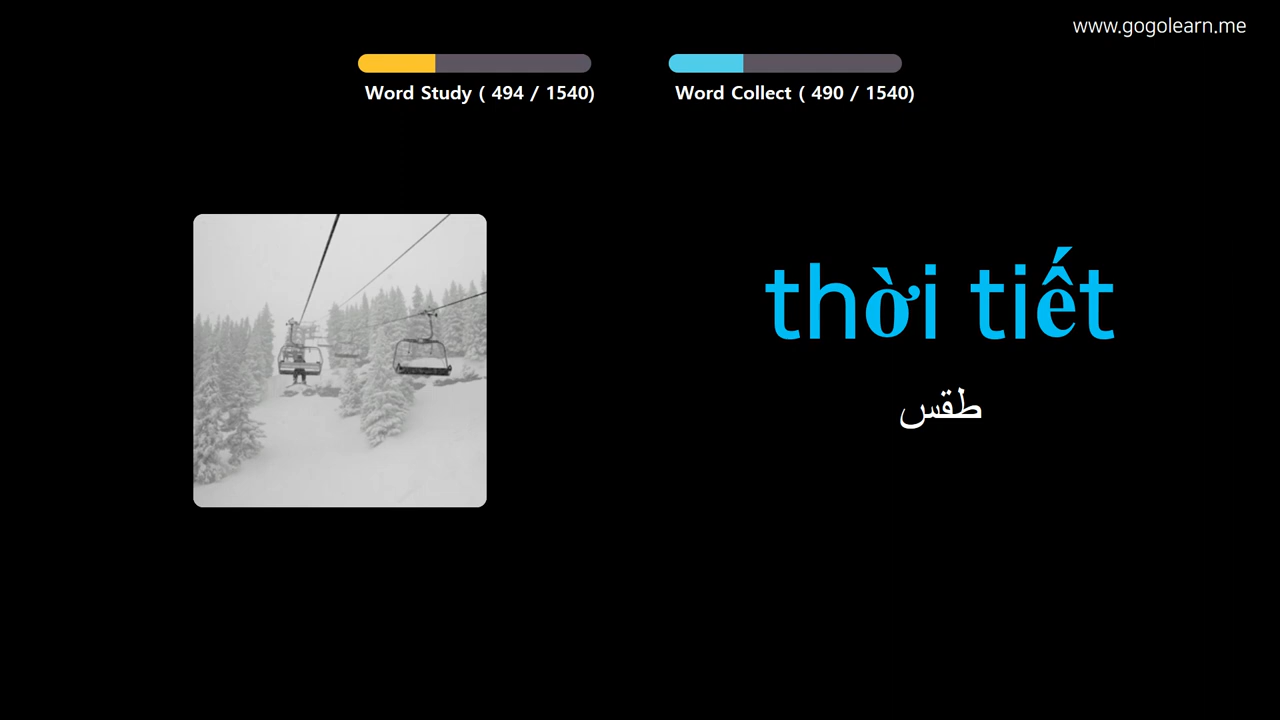 www.gogolearn.me
Word Study ( 494 / 1540)
Word Collect ( 490 / 1540)
thời tiết
طقس